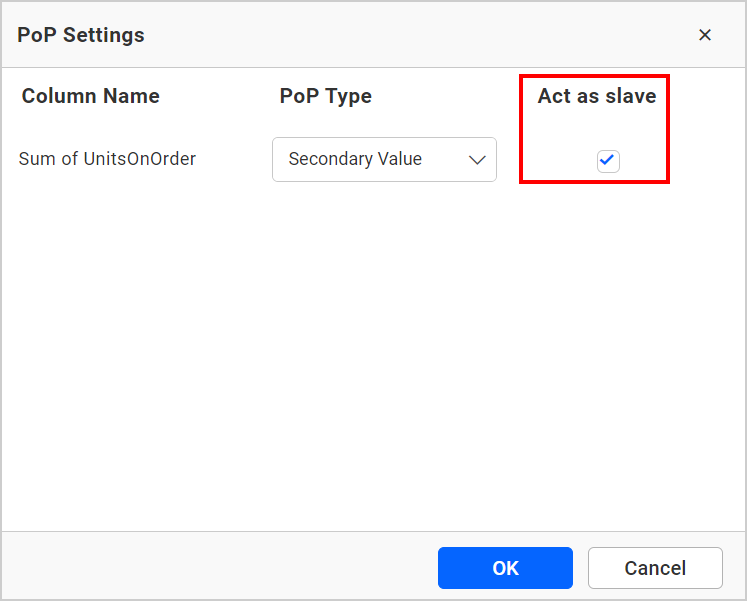 PoP Settings
Column Name PoP Type Act as slave
Sum of UnitsOnOrder Secondary Value
OK Cancel